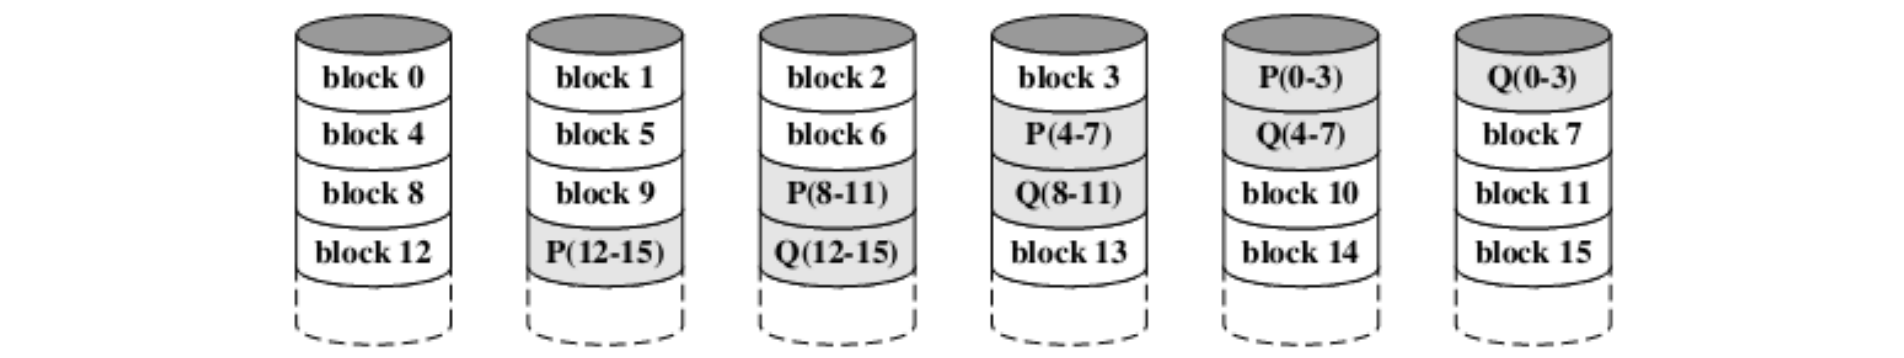 block 0 block 1 block 2 block 3 P(0-3) Q(0-3)
block 4 block 5 block 6 P(4-7) Q(4-7) block 7
block 8 block 9 P(8-11) Q(8-11) block 10 block 11
block 12 P(12-15) Q(12-15) block 13 block 14 block 15